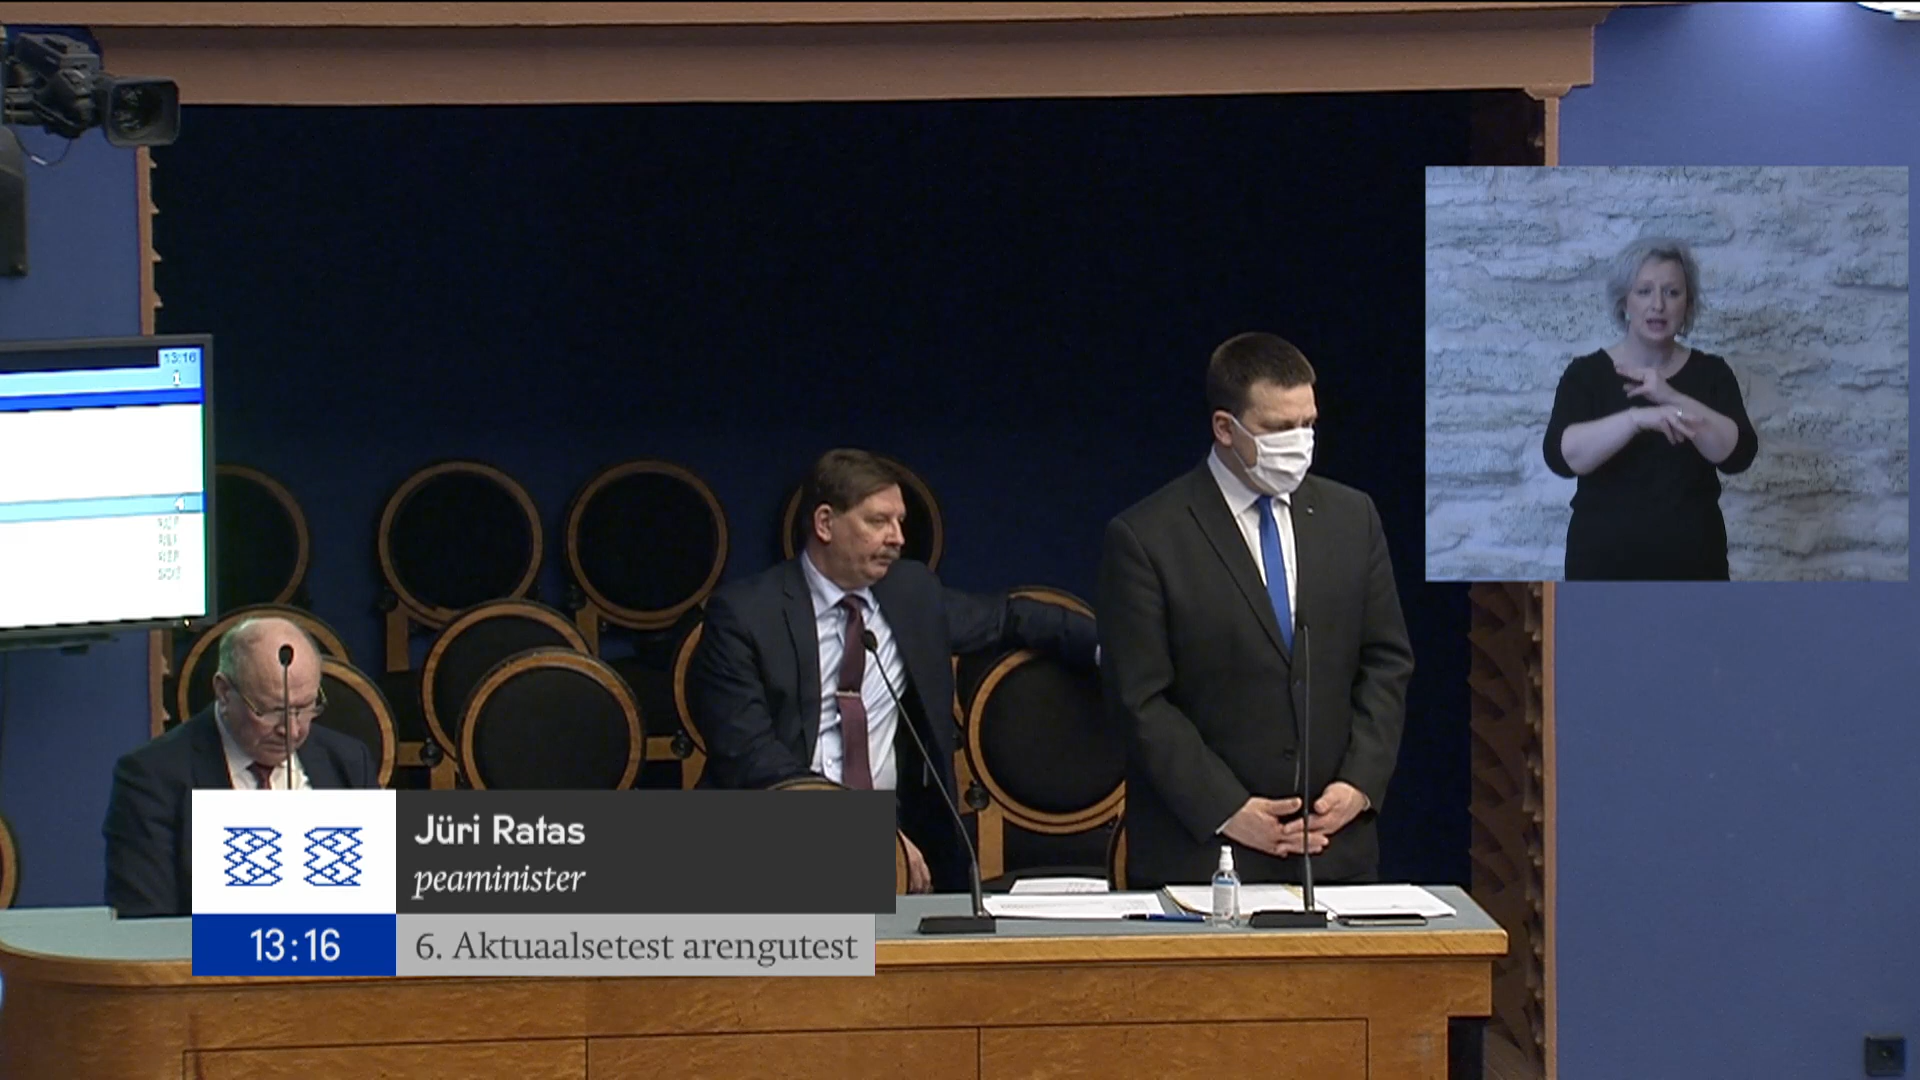 13:16
Jüri Ratas
peaminister
13:16
6. Aktuaalsetest arengutest